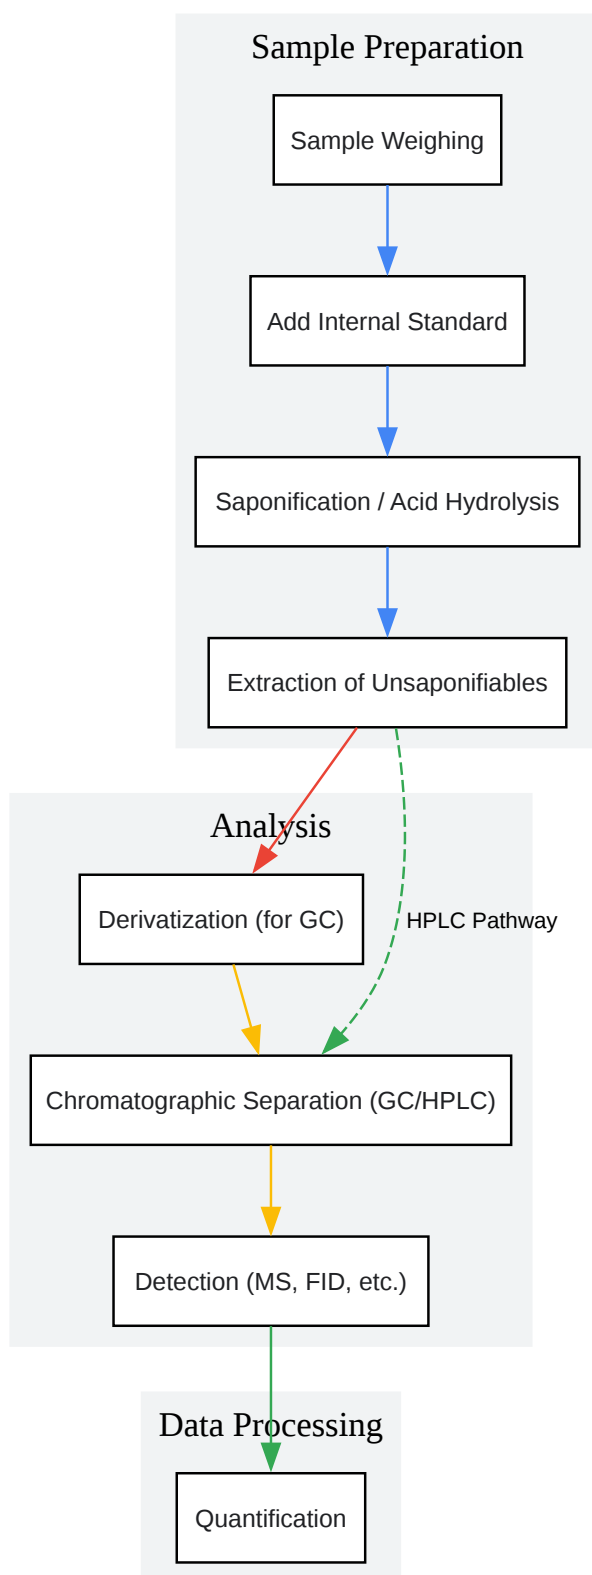 Sample Preparation
Sample Weighing
Add Internal Standard
Saponification / Acid Hydrolysis
Extraction of Unsaponifiables
Analysis
Derivatization (for GC)
HPLC Pathway
Chromatographic Separation (GC/HPLC)
Detection (MS, FID, etc.)
Data Processing
Quantification